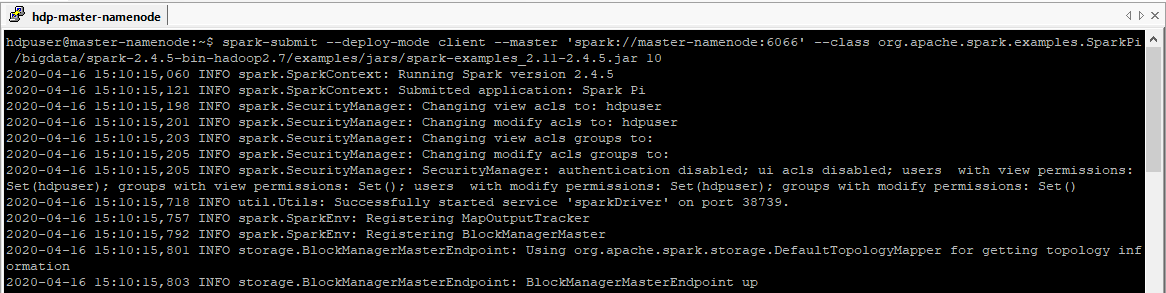 hdp-master-namenode
hdpuser@master-namenode:~$ spark-submit --deploy-mode client --master 'spark://master-namenode:6066' --class org.apache.spark.examples.SparkPi
/bigdata/spark-2.4.5-bin-hadoop2.7/examples/jars/spark-examples_2.11-2.4.5.jar 10
2020-04-16 15:10:15,060 INFO spark.SparkContext: Running Spark version 2.4.5
2020-04-16 15:10:15,121 INFO spark.SparkContext: Submitted application: Spark Pi
2020-04-16 15:10:15,198 INFO spark.SecurityManager: Changing view acls to: hdpuser
2020-04-16 15:10:15,201 INFO spark.SecurityManager: Changing modify acls to: hdpuser
2020-04-16 15:10:15,203 INFO spark.SecurityManager: Changing view acls groups to:
2020-04-16 15:10:15,205 INFO spark.SecurityManager: Changing modify acls groups to:
2020-04-16 15:10:15,205 INFO spark.SecurityManager: SecurityManager: authentication disabled; ui acls disabled; users  with view permissions:
Set(hdpuser); groups with view permissions: Set(); users  with modify permissions: Set(hdpuser); groups with modify permissions: Set()
2020-04-16 15:10:15,718 INFO util.Utils: Successfully started service 'sparkDriver' on port 38739.
2020-04-16 15:10:15,757 INFO spark.SparkEnv: Registering MapOutputTracker
2020-04-16 15:10:15,792 INFO spark.SparkEnv: Registering BlockManagerMaster
2020-04-16 15:10:15,801 INFO storage.BlockManagerMasterEndpoint: Using org.apache.spark.storage.DefaultTopologyMapper for getting topology inf
ormation
2020-04-16 15:10:15,803 INFO storage.BlockManagerMasterEndpoint: BlockManagerMasterEndpoint up